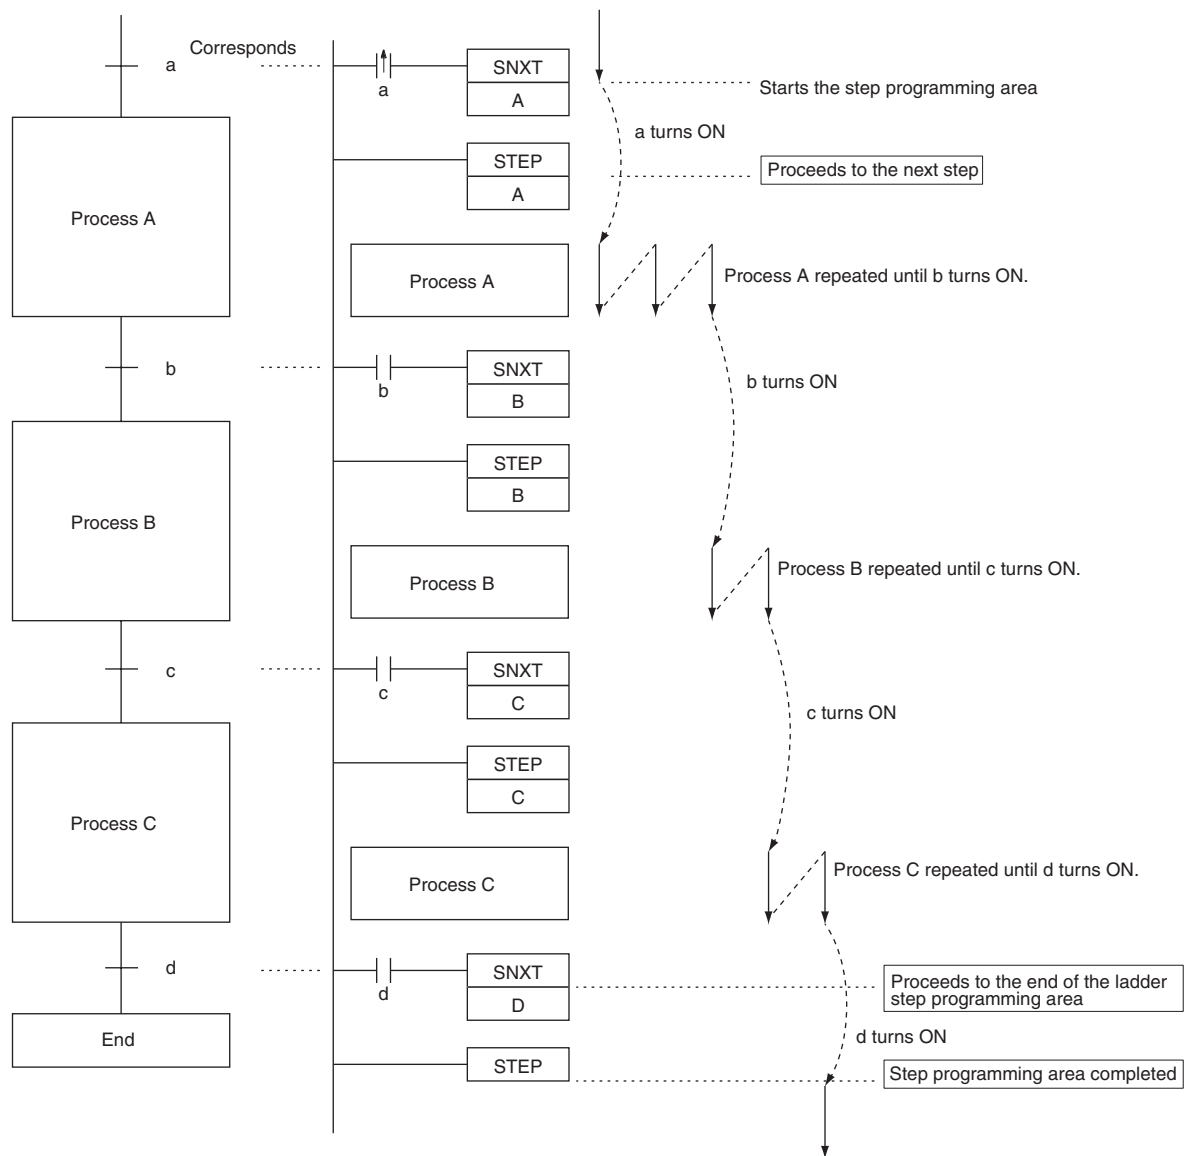 Corresponds
a
a
SNXT
A
Starts the step programming area
a turns ON
STEP
A
Proceeds to the next step
Process A
Process A
Process A repeated until b turns ON.
b
b
SNXT
B
b turns ON
STEP
B
Process B
Process B
Process B repeated until c turns ON.
c
c
SNXT
C
c turns ON
STEP
C
Process C
Process C
Process C repeated until d turns ON.
d
d
SNXT
D
Proceeds to the end of the ladder
step programming area
End
d turns ON
STEP
Step programming area completed